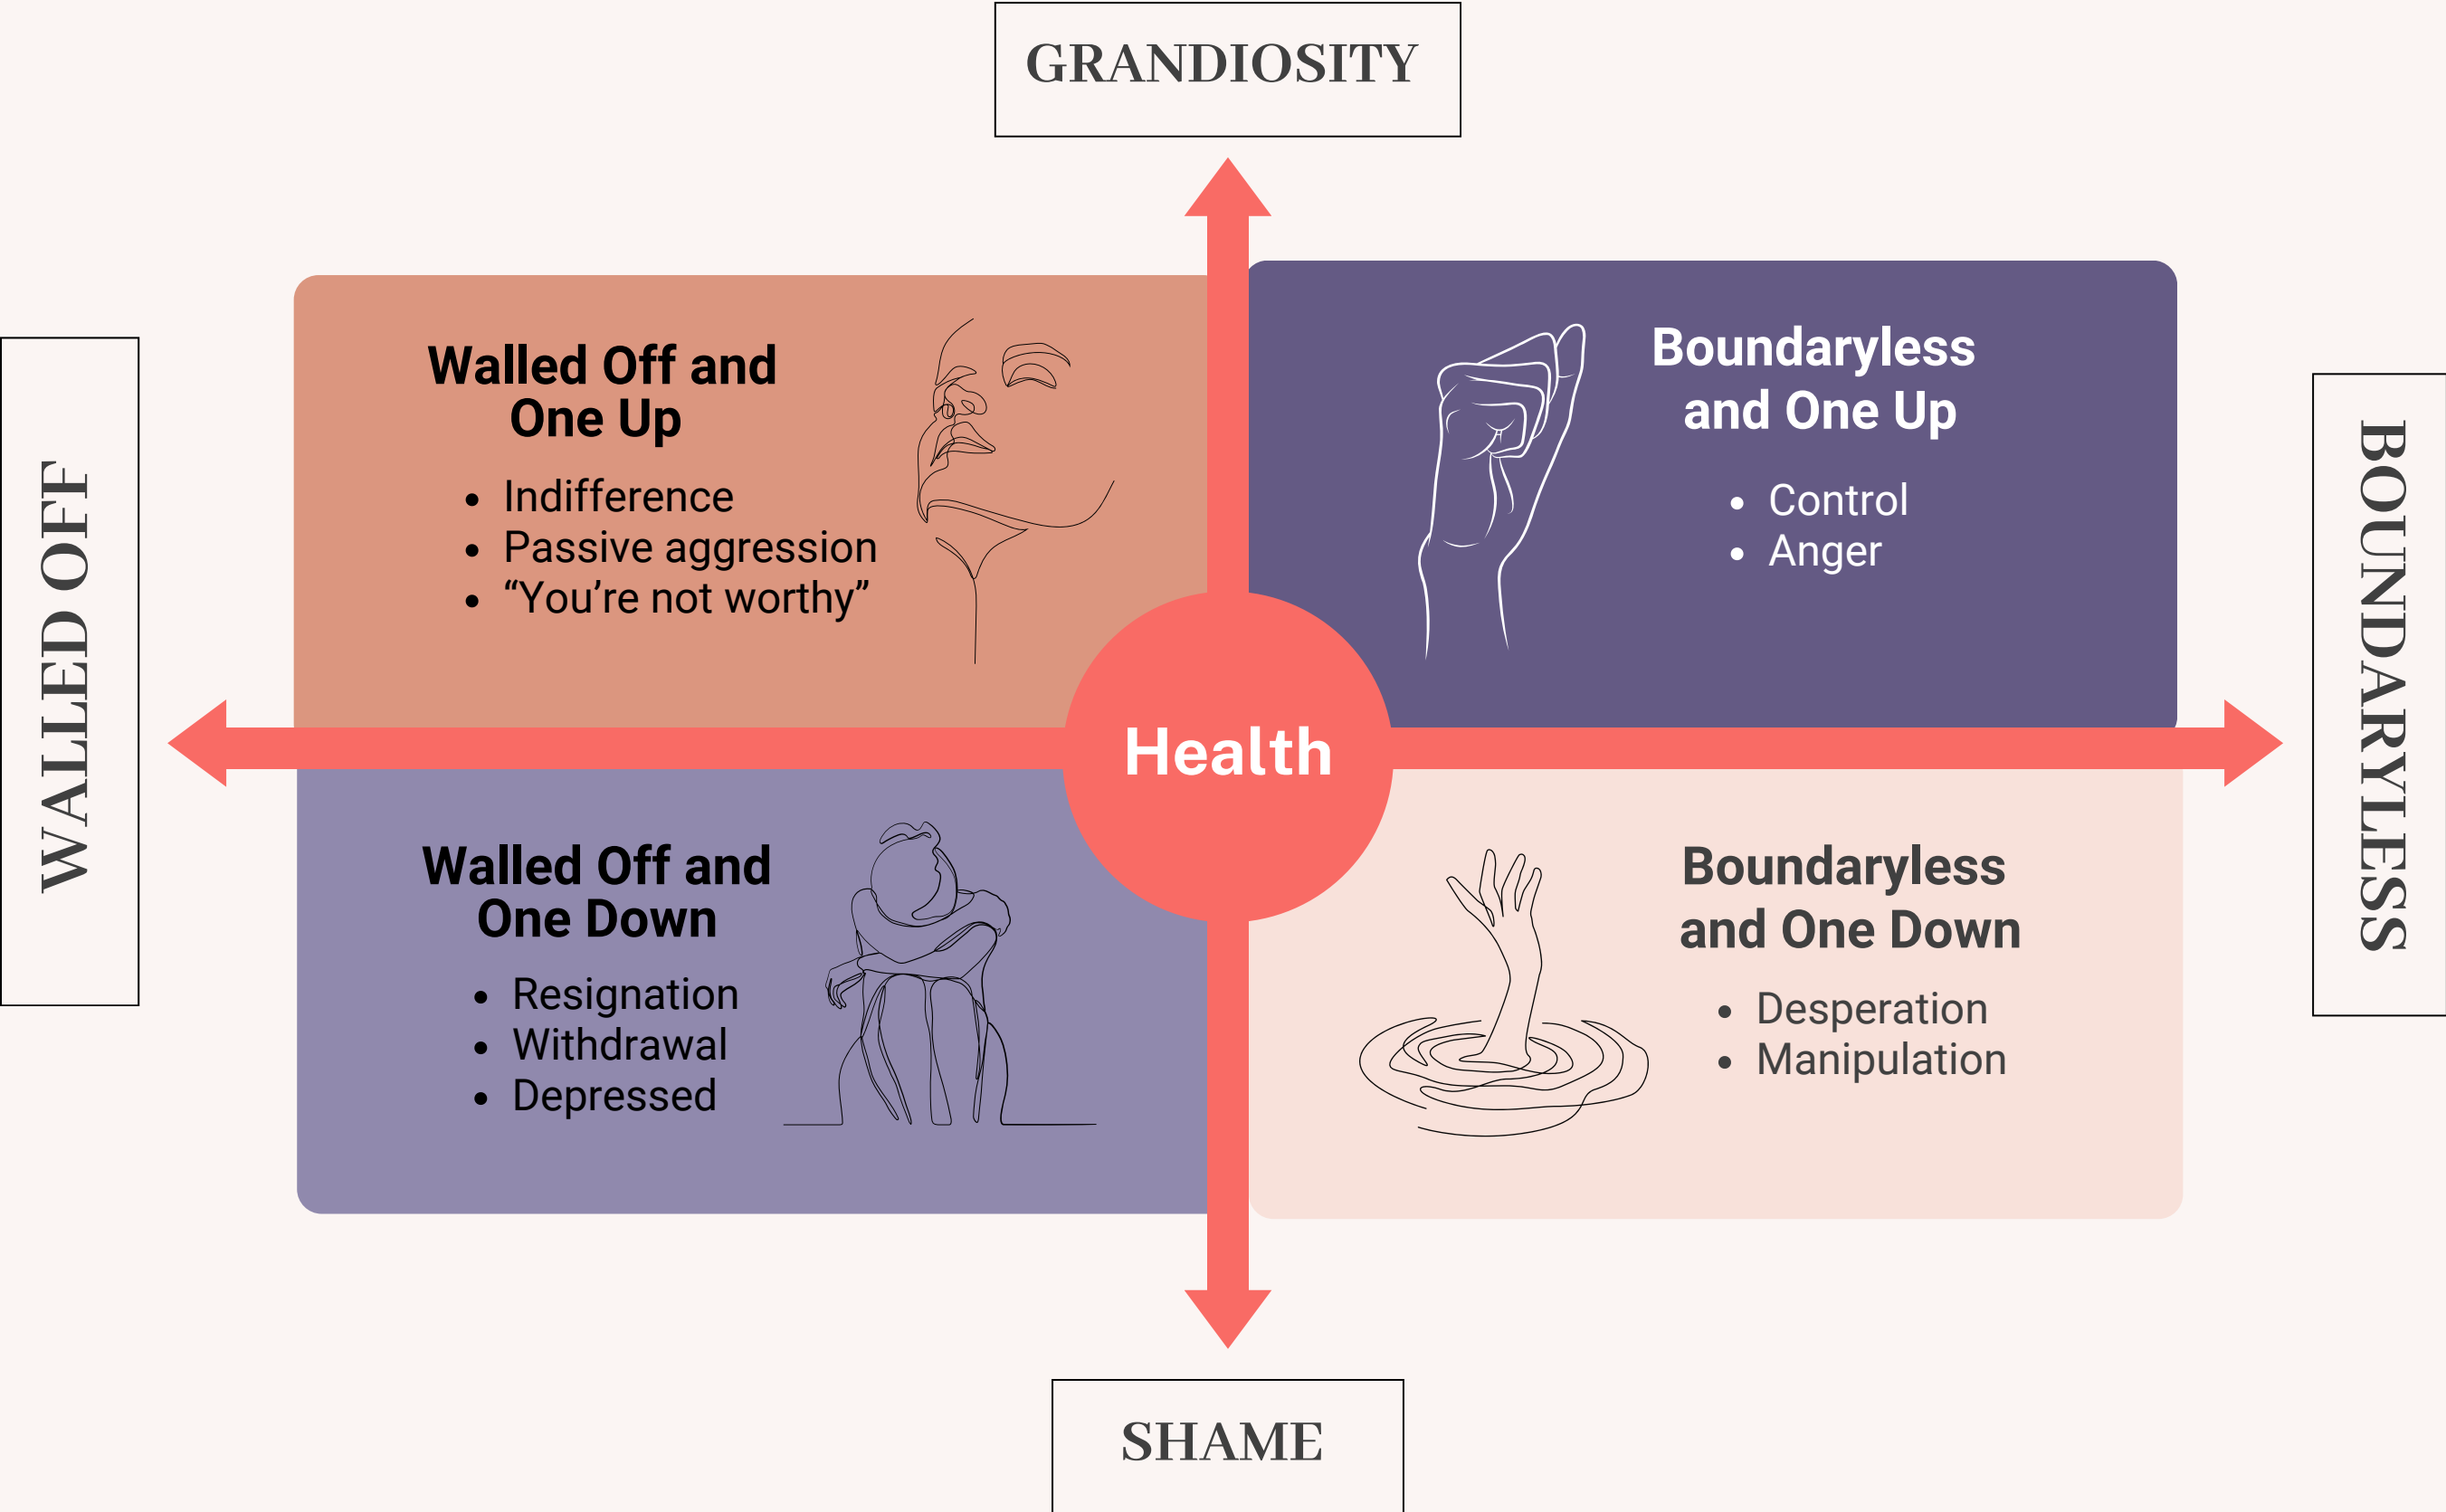 GRANDIOSITY
WALLED OFF
Walled Off and
One Up
• Indifference
• Passive aggression
• “You’re not worthy”
Boundaryless
and One Up
• Control
• Anger
BOUNDARYLESS
Health
Walled Off and
One Down
• Resignation
• Withdrawal
• Depressed
Boundaryless
and One Down
• Desperation
• Manipulation
SHAME